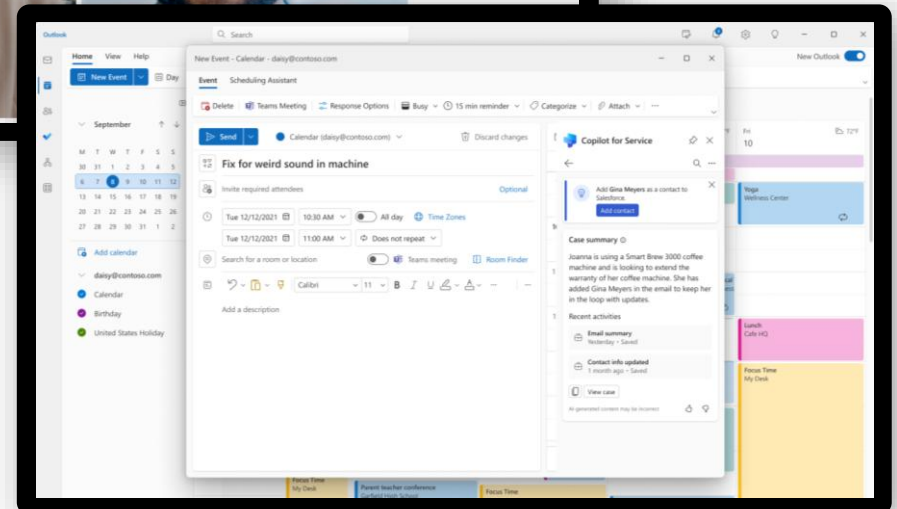 Outlook
Search
Home View Help
New Outlook
New Event
Day
New Event - Calendar - daisy@contoso.com
Event Scheduling Assistant
Delete Teams Meeting Response Options Busy 15 min reminder Categorize Attach
Send Calendar (daisy@contoso.com) Discard changes
Fix for weird sound in machine
Invite required attendees Optional
Tue 12/12/2021 10:30 AM All day Time Zones
Tue 12/12/2021 11:00 AM Does not repeat
Search for a room or location Teams meeting Room Finder
Calibri 11 B I U A
Add a description
September
M T W T F S S
30 31 1 2 3 4 5
6 7 8 9 10 11 12
13 14 15 16 17 18 19
20 21 22 23 24 25 26
27 28 29 30 31 1 2
Add calendar
daisy@contoso.com
Calendar
Birthday
United States Holiday
Copilot for Service
Add Gina Meyers as a contact to
Salesforce.
Add contact
Case summary
Joanna is using a Smart Brew 3000 coffee
machine and is looking to extend the
warranty of her coffee machine. She has
added Gina Meyers in the email to keep her
in the loop with updates.
Recent activities
Email summary
Yesterday • Saved
Contact info updated
1 month ago • Saved
View case
AI-generated content may be incorrect
Fri 72°F
10
Yoga
Wellness Center
Lunch
Cafe HQ
Focus Time
My Desk
Focus Time
My Desk
Parent teacher conference
Garfield High School
Focus Time